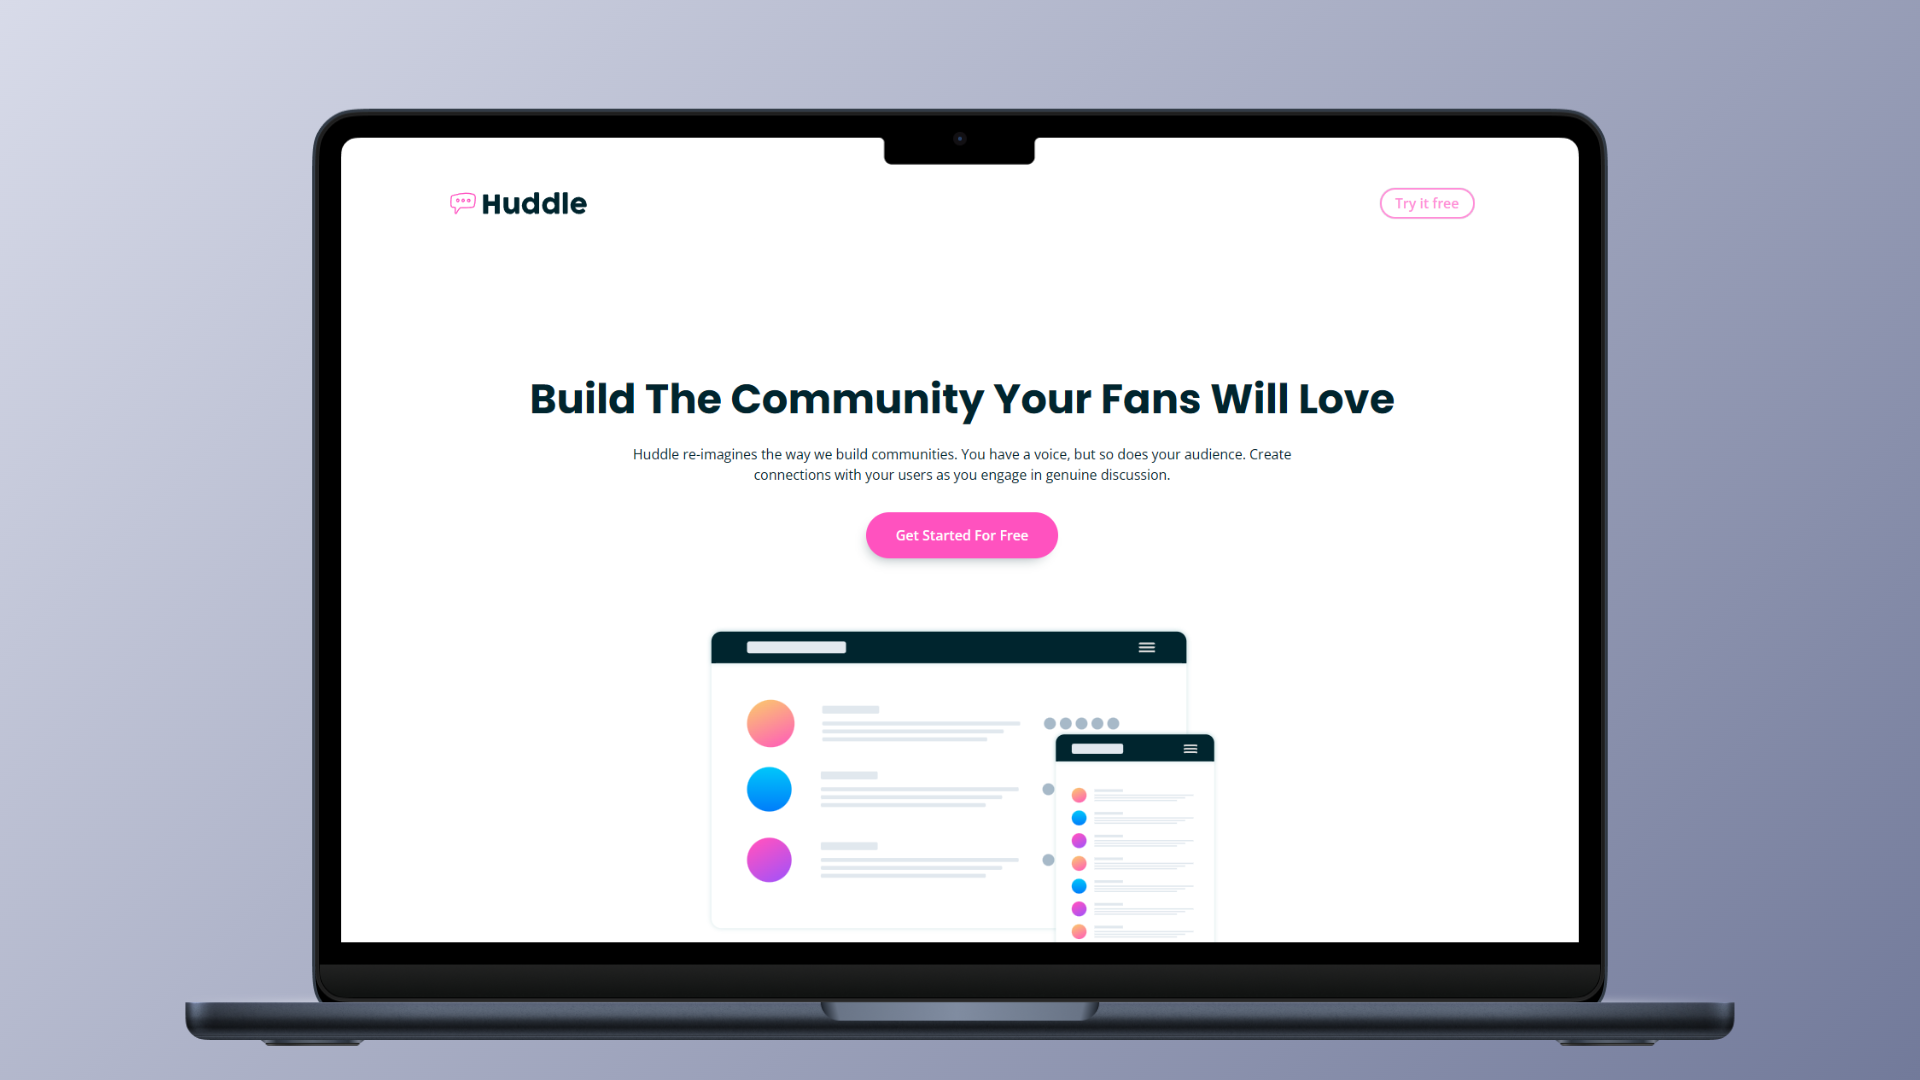 Huddle
Try it free
Build The Community Your Fans Will Love
Huddle re-imagines the way we build communities. You have a voice, but so does your audience. Create
connections with your users as you engage in genuine discussion.
Get Started For Free